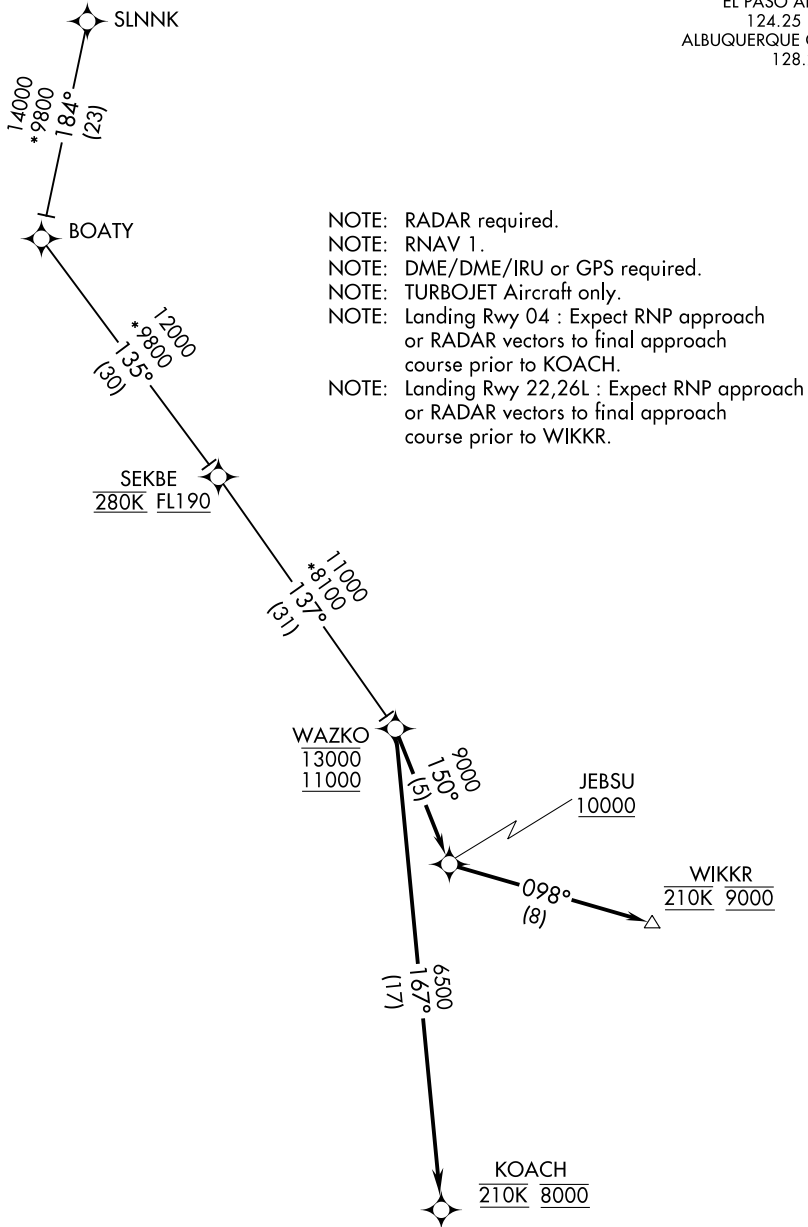 EL PASO A
124.25
ALBUQUERQUE
128.
SLNNK
14000
*9800
184°
(23)
BOATY
NOTE: RADAR required.
NOTE: RNAV 1.
NOTE: DME/DME/IRU or GPS required.
NOTE: TURBOJET Aircraft only.
NOTE: Landing Rwy 04 : Expect RNP approach
or RADAR vectors to final approach
course prior to KOACH.
NOTE: Landing Rwy 22,26L : Expect RNP approach
or RADAR vectors to final approach
course prior to WIKKR.
12000
*9800
135°
(30)
SEKBE
280K FL190
11000
*8100
137°
(31)
WAZKO
13000
11000
9000
150°
(5)
JEBSU
10000
098°
(8)
WIKKR
210K 9000
6500
167°
(17)
KOACH
210K 8000